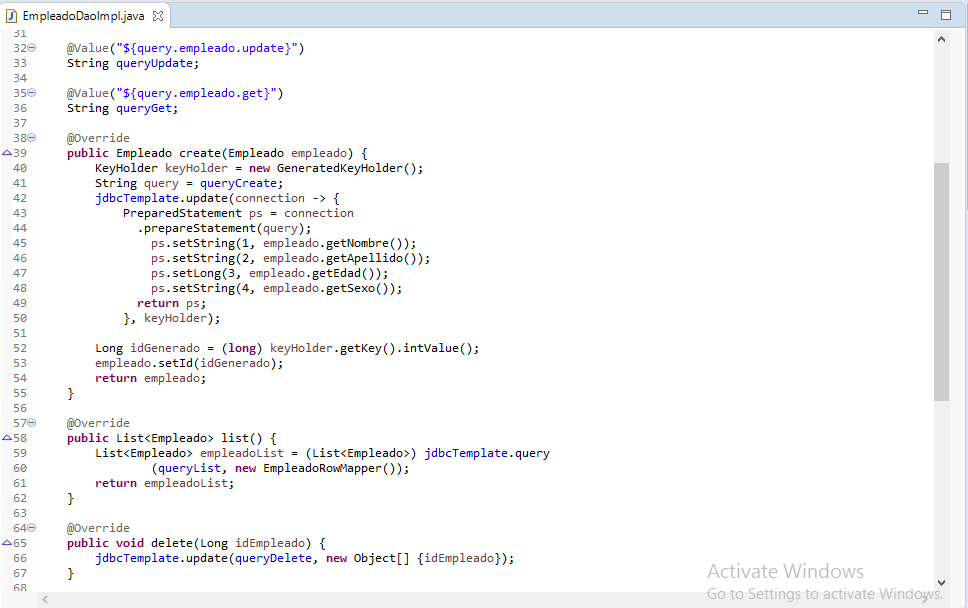 EmpleadoDaoImpl.java
31
32 @Value("${query.empleado.update}")
33 String queryUpdate;
34
35 @Value("${query.empleado.get}")
36 String queryGet;
37
38 @Override
39 public Empleado create(Empleado empleado) {
40 KeyHolder keyHolder = new GeneratedKeyHolder();
41 String query = queryCreate;
42 jdbcTemplate.update(connection -> {
43 PreparedStatement ps = connection
44 .prepareStatement(query);
45 ps.setString(1, empleado.getNombre());
46 ps.setString(2, empleado.getApellido());
47 ps.setLong(3, empleado.getEdad());
48 ps.setString(4, empleado.getSexo());
49 return ps;
50 }, keyHolder);
51
52 Long idGenerado = (long) keyHolder.getKey().intValue();
53 empleado.setId(idGenerado);
54 return empleado;
55 }
56
57 @Override
58 public List<Empleado> list() {
59 List<Empleado> empleadoList = (List<Empleado>) jdbcTemplate.query
60 (queryList, new EmpleadoRowMapper());
61 return empleadoList;
62 }
63
64 @Override
65 public void delete(Long idEmpleado) {
66 jdbcTemplate.update(queryDelete, new Object[] {idEmpleado});
67 }
68
Activate Windows
Go to Settings to activate Windows.